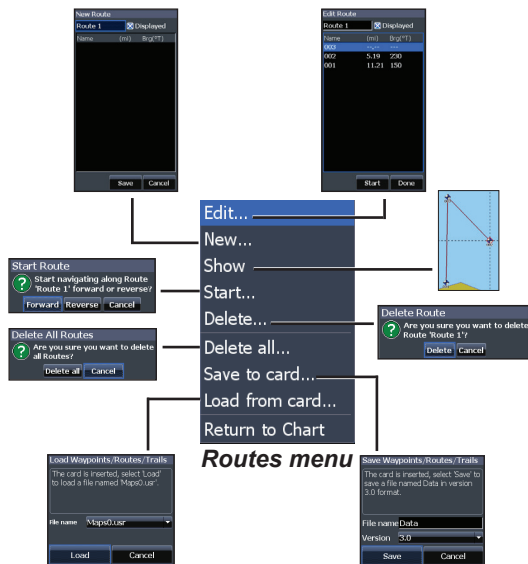 New Route
Route 1 Displayed
Name (mi) Brg(°T)
Save Cancel
Edit Route
Route 1 Displayed
Name (mi) Brg(°T)
003 --.-- ---
002 5.19 230
001 11.21 150
Start Done
Edit...
New...
Show
Start...
Delete...
Delete all...
Save to card...
Load from card...
Return to Chart
Routes menu
Start Route
Start navigating along Route
'Route 1' forward or reverse?
Forward Reverse Cancel
Delete All Routes
Are you sure you want to delete
all Routes?
Delete all Cancel
Delete Route
Are you sure you want to delete
Route 'Route 1'?
Delete Cancel
Load Waypoints/Routes/Trails
The card is inserted, select 'Load'
to load a file named 'Maps0.usr'.
File name Maps0.usr
Load Cancel
Save Waypoints/Routes/Trails
The card is inserted, select 'Save' to
save a file named Data in version
3.0 format.
File name Data
Version 3.0
Save Cancel